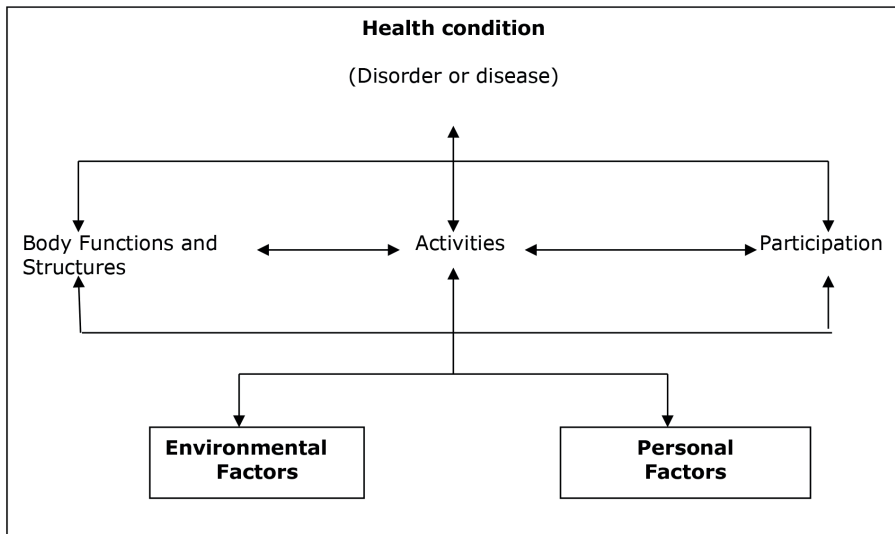 Health condition
(Disorder or disease)
Body Functions and
Structures
Activities
Participation
Environmental
Factors
Personal
Factors